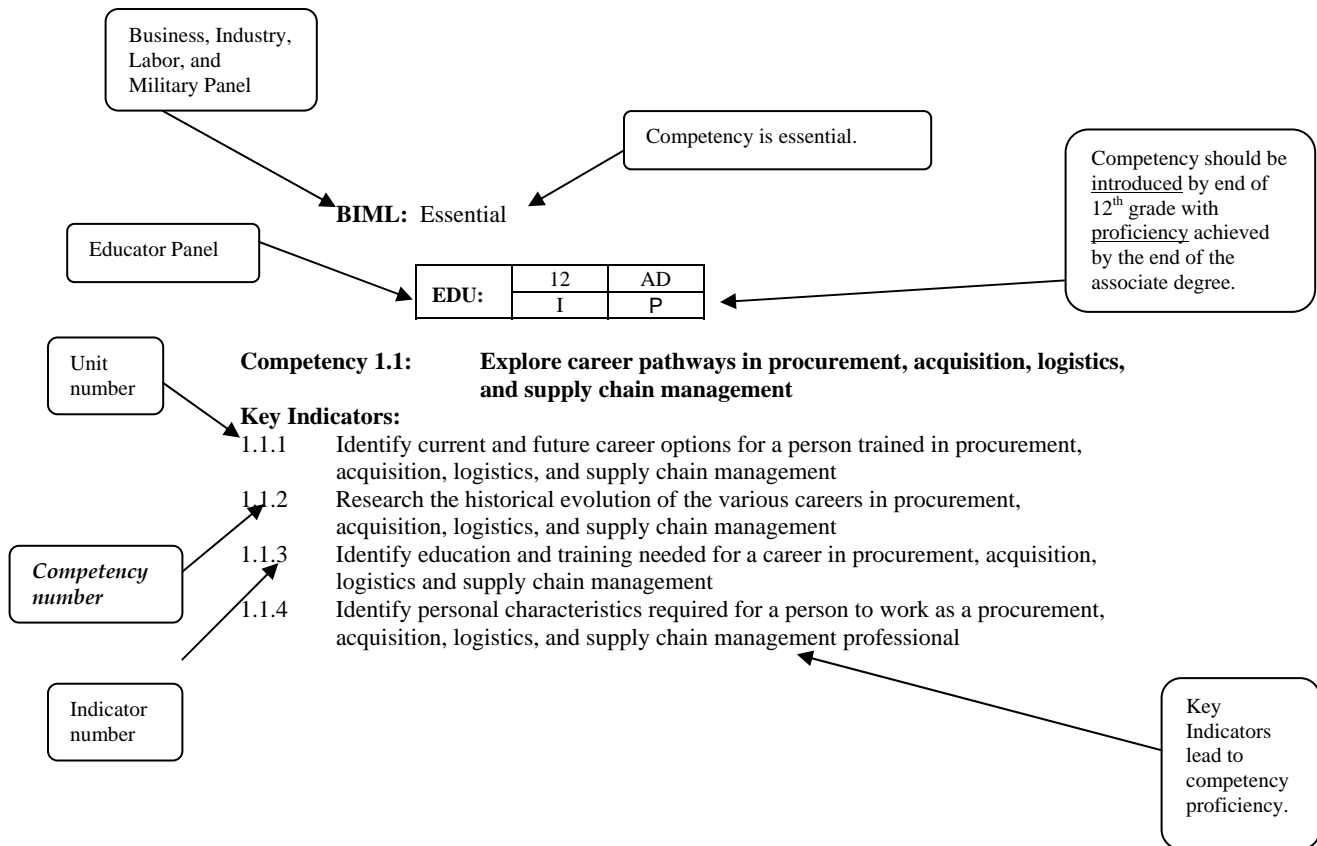 Business, Industry,
Labor, and
Military Panel
Competency is essential.
Competency should be
introduced by end of
12th grade with
proficiency achieved
by the end of the
associate degree.
BIML: Essential
Educator Panel
EDU: 12 AD
I P
Unit
number
Competency 1.1: Explore career pathways in procurement, acquisition, logistics,
and supply chain management
Key Indicators:
1.1.1 Identify current and future career options for a person trained in procurement,
acquisition, logistics, and supply chain management
1.1.2 Research the historical evolution of the various careers in procurement,
acquisition, logistics, and supply chain management
1.1.3 Identify education and training needed for a career in procurement, acquisition,
logistics and supply chain management
1.1.4 Identify personal characteristics required for a person to work as a procurement,
acquisition, logistics, and supply chain management professional
Competency
number
Indicator
number
Key
Indicators
lead to
competency
proficiency.